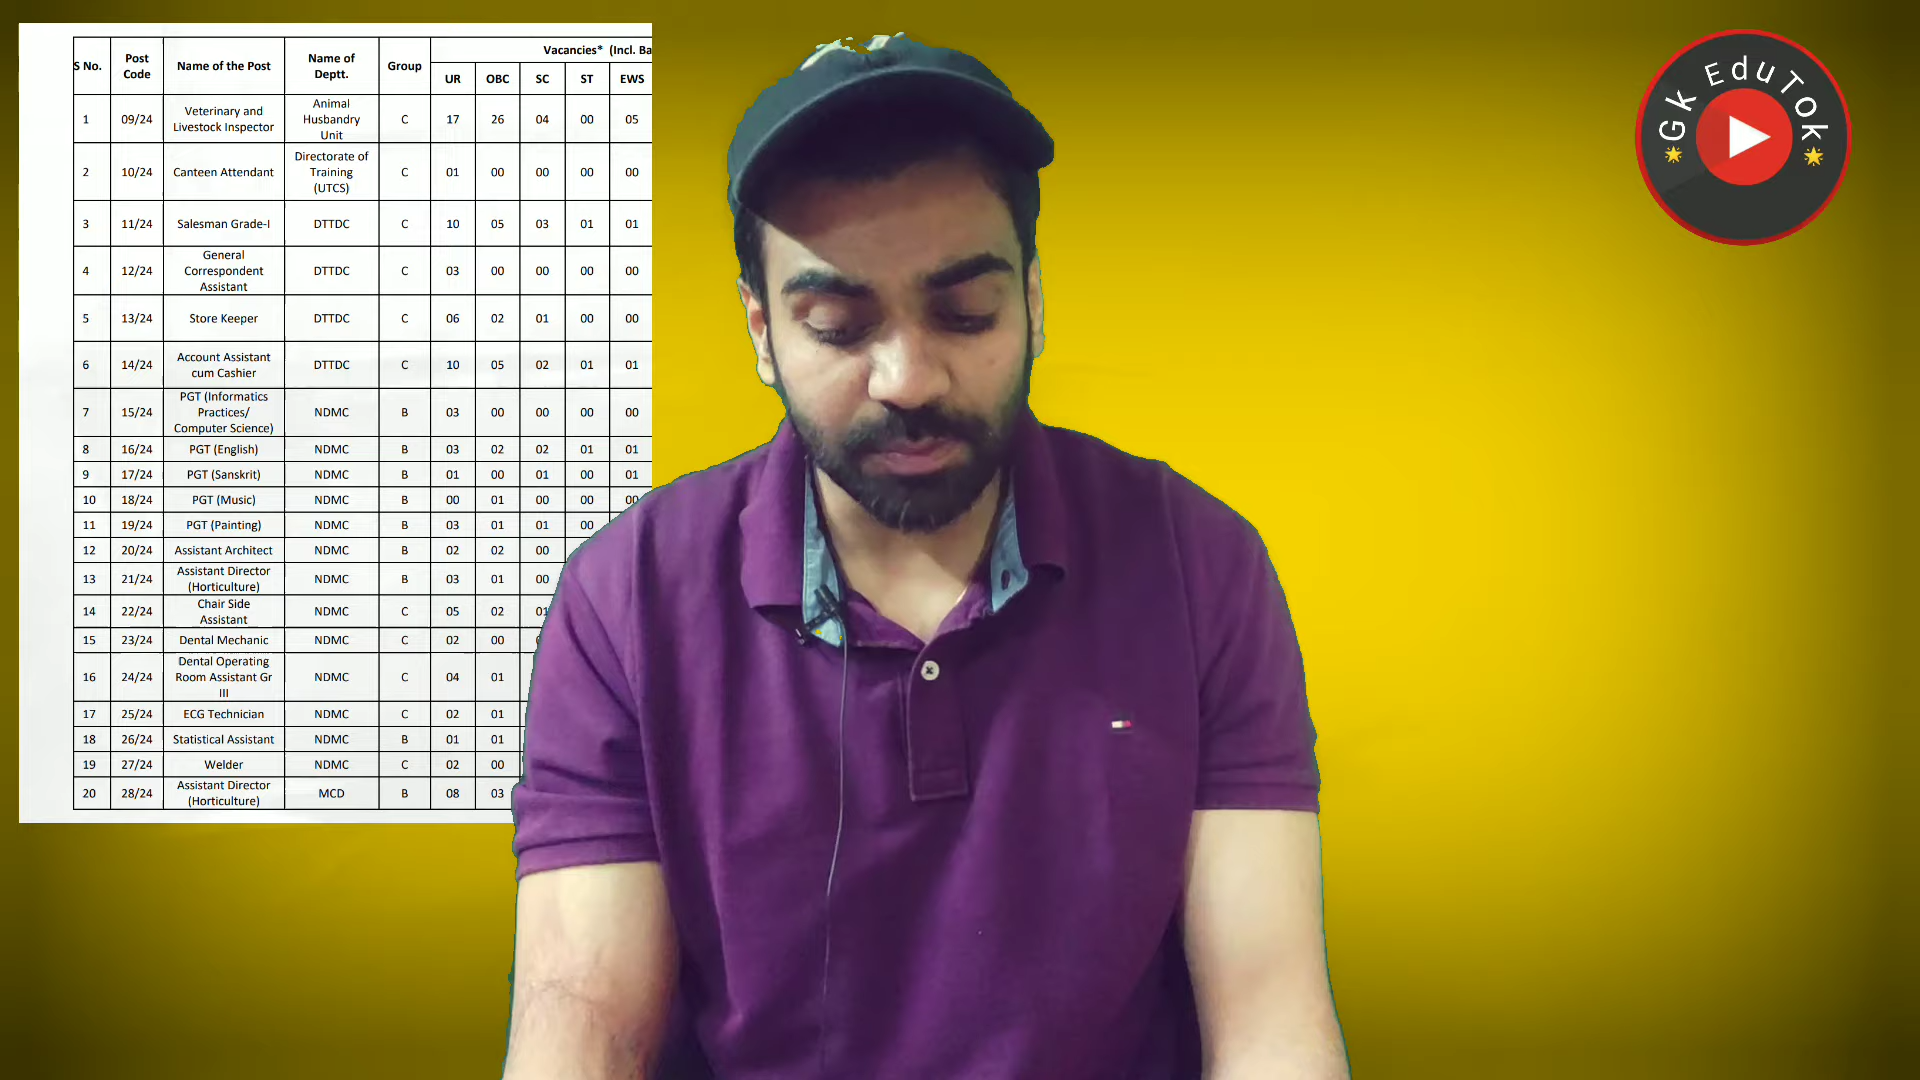 S No. Post Code Name of the Post Name of Deptt. Group Vacancies* (Incl. Ba
UR OBC SC ST EWS
1 09/24 Veterinary and Livestock Inspector Animal Husbandry Unit C 17 26 04 00 05
2 10/24 Canteen Attendant Directorate of Training (UTCS) C 01 00 00 00 00
3 11/24 Salesman Grade-I DTTDC C 10 05 03 01 01
4 12/24 General Correspondent Assistant DTTDC C 03 00 00 00 00
5 13/24 Store Keeper DTTDC C 06 02 01 00 00
6 14/24 Account Assistant cum Cashier DTTDC C 10 05 02 01 01
7 15/24 PGT (Informatics Practices/ Computer Science) NDMC B 03 00 00 00 00
8 16/24 PGT (English) NDMC B 03 02 02 01 01
9 17/24 PGT (Sanskrit) NDMC B 01 00 01 00 01
10 18/24 PGT (Music) NDMC B 00 01 00 00 00
11 19/24 PGT (Painting) NDMC B 03 01 01 00
12 20/24 Assistant Architect NDMC B 02 02 00
13 21/24 Assistant Director (Horticulture) NDMC B 03 01 00
14 22/24 Chair Side Assistant NDMC C 05 02 01
15 23/24 Dental Mechanic NDMC C 02 00
16 24/24 Dental Operating Room Assistant Gr III NDMC C 04 01
17 25/24 ECG Technician NDMC C 02 01
18 26/24 Statistical Assistant NDMC B 01 01
19 27/24 Welder NDMC C 02 00
20 28/24 Assistant Director (Horticulture) MCD B 08 03
Gk EduTok